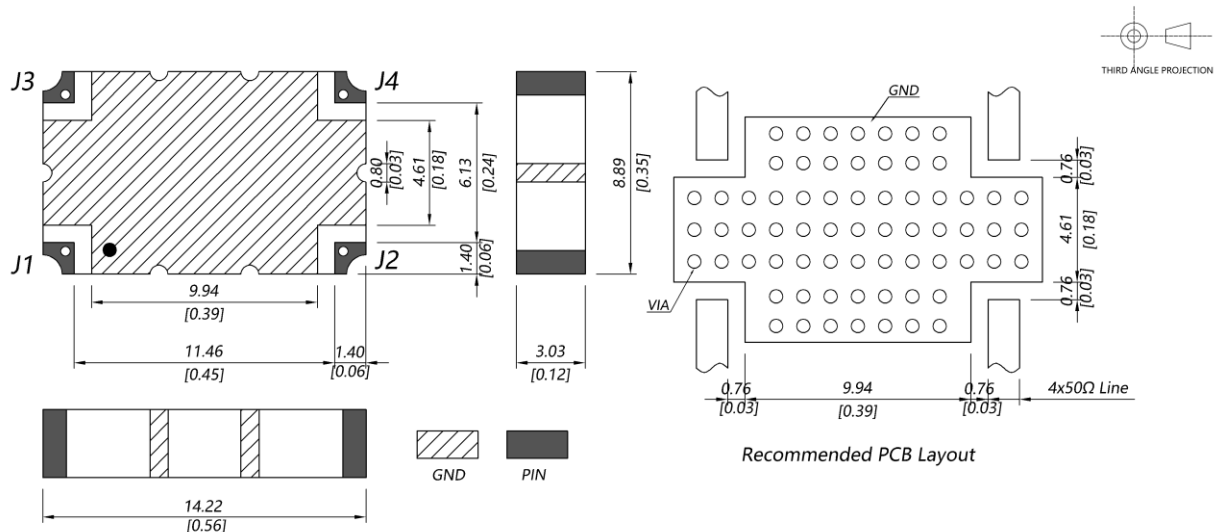 THIRD ANGLE PROJECTION
J3
J4
J1
J2
0.80
[0.03]
4.61
[0.18]
6.13
[0.24]
1.40
[0.06]
9.94
[0.39]
11.46
[0.45]
1.40
[0.06]
8.89
[0.35]
3.03
[0.12]
14.22
[0.56]
GND
PIN
GND
VIA
0.76
[0.03]
4.61
[0.18]
0.76
[0.03]
0.76
[0.03]
9.94
[0.39]
0.76
[0.03]
4x50Ω Line
Recommended PCB Layout